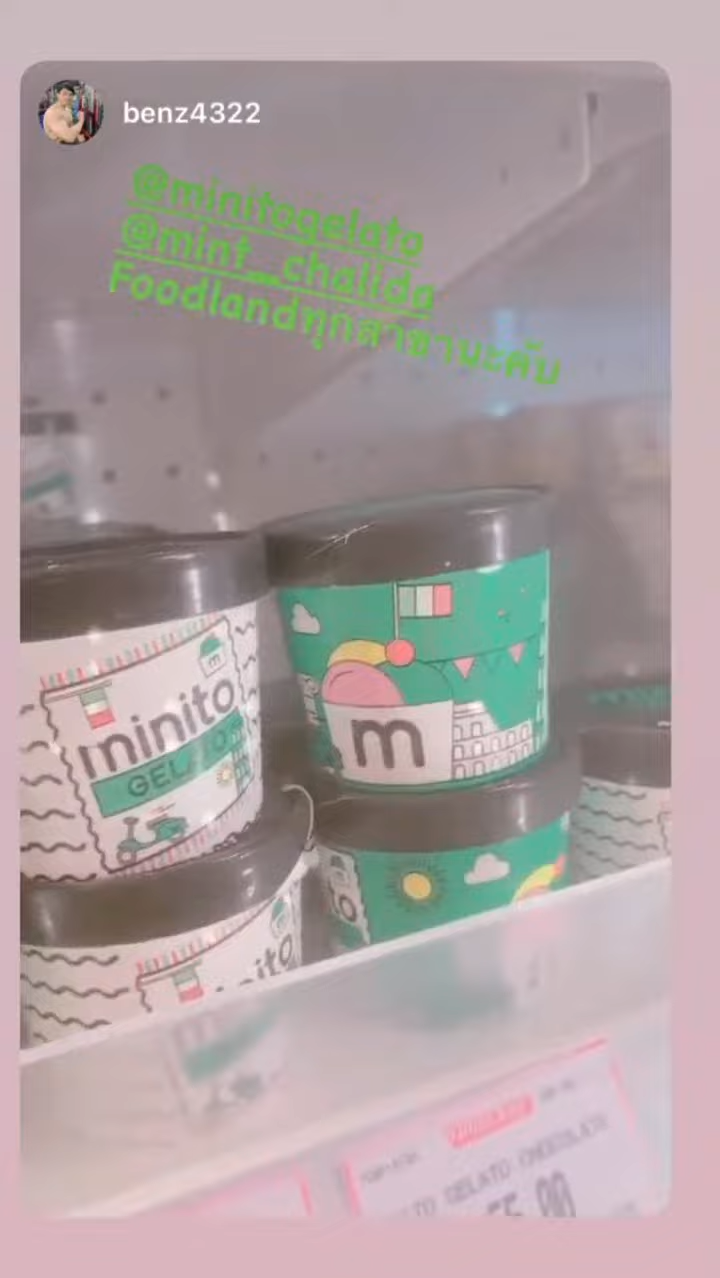 benz4322
@minitogelato
@mint_chalida
Foodlandทุกสาขานะคับ
minito
GELATO
m
GELATO CHOCOLATE